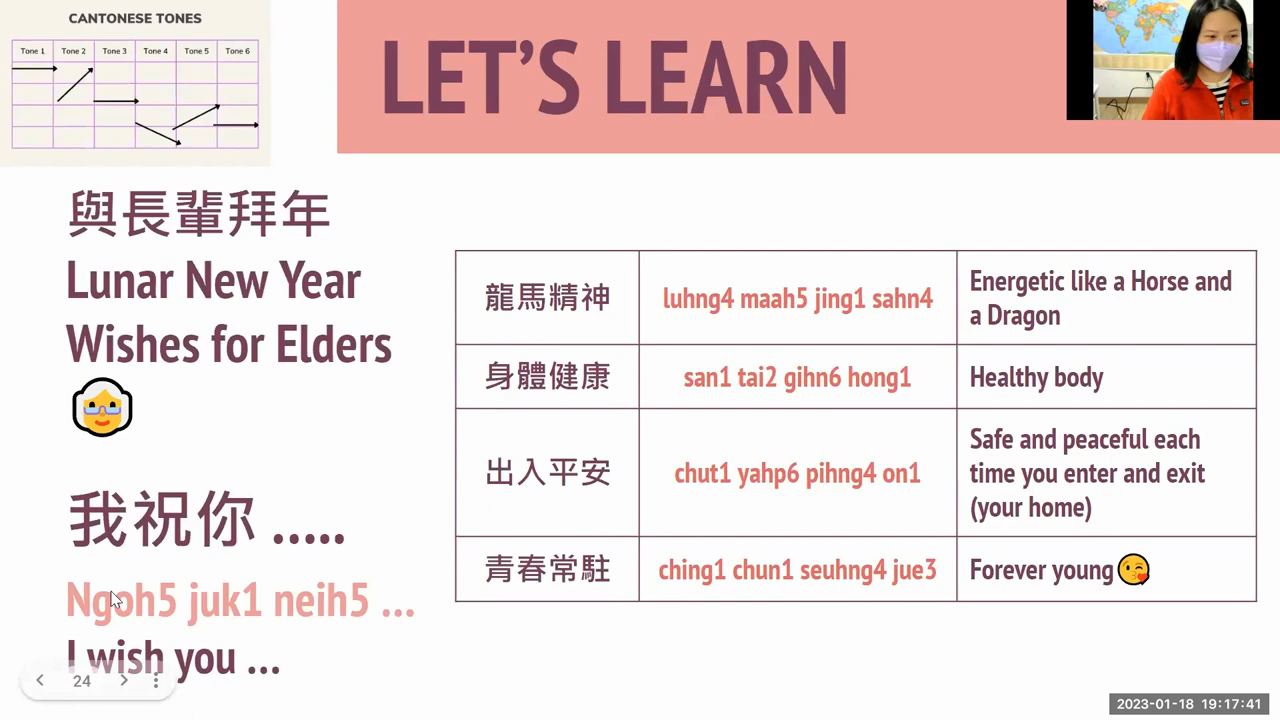 CANTONESE TONES
Tone 1 Tone 2 Tone 3 Tone 4 Tone 5 Tone 6
LET'S LEARN
與長輩拜年
Lunar New Year
Wishes for Elders
我祝你 .....
Ngoh5 juk1 neih5 ...
I wish you ...
龍馬精神 luhng4 maah5 jing1 sahn4 Energetic like a Horse and
a Dragon
身體健康 san1 tai2 gihn6 hong1 Healthy body
出入平安 chut1 yahp6 pihng4 on1 Safe and peaceful each
time you enter and exit
(your home)
青春常駐 ching1 chun1 seuhng4 jue3 Forever young
24
2023-01-18 19:17:41